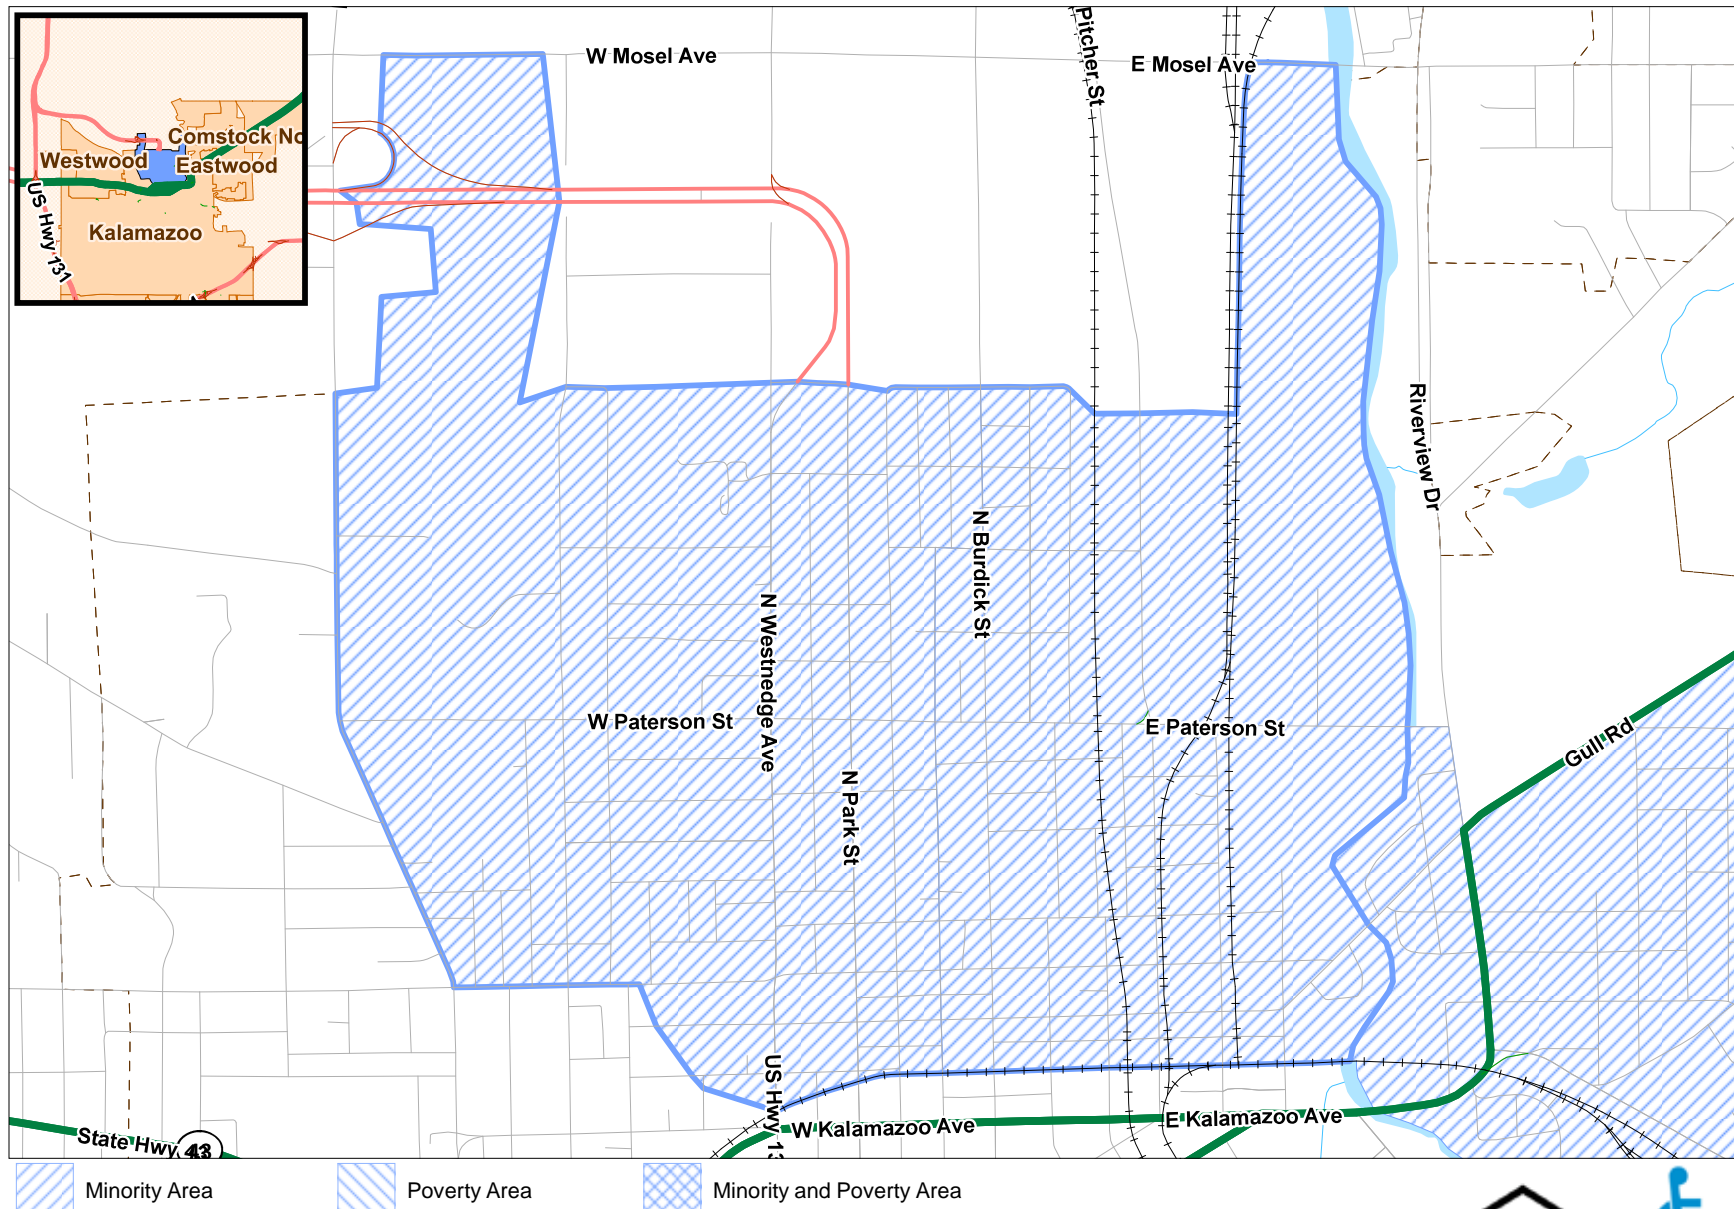 W Mosel Ave
E Mosel Ave
Pitcher St
Comstock No
Westwood
Eastwood
US Hwy 131
Kalamazoo
Riverview Dr
N Burdick St
N Westnedge Ave
W Paterson St
E Paterson St
Gull Rd
N Park St
US Hwy 13
W Kalamazoo Ave
E Kalamazoo Ave
State Hwy 43
Minority Area
Poverty Area
Minority and Poverty Area